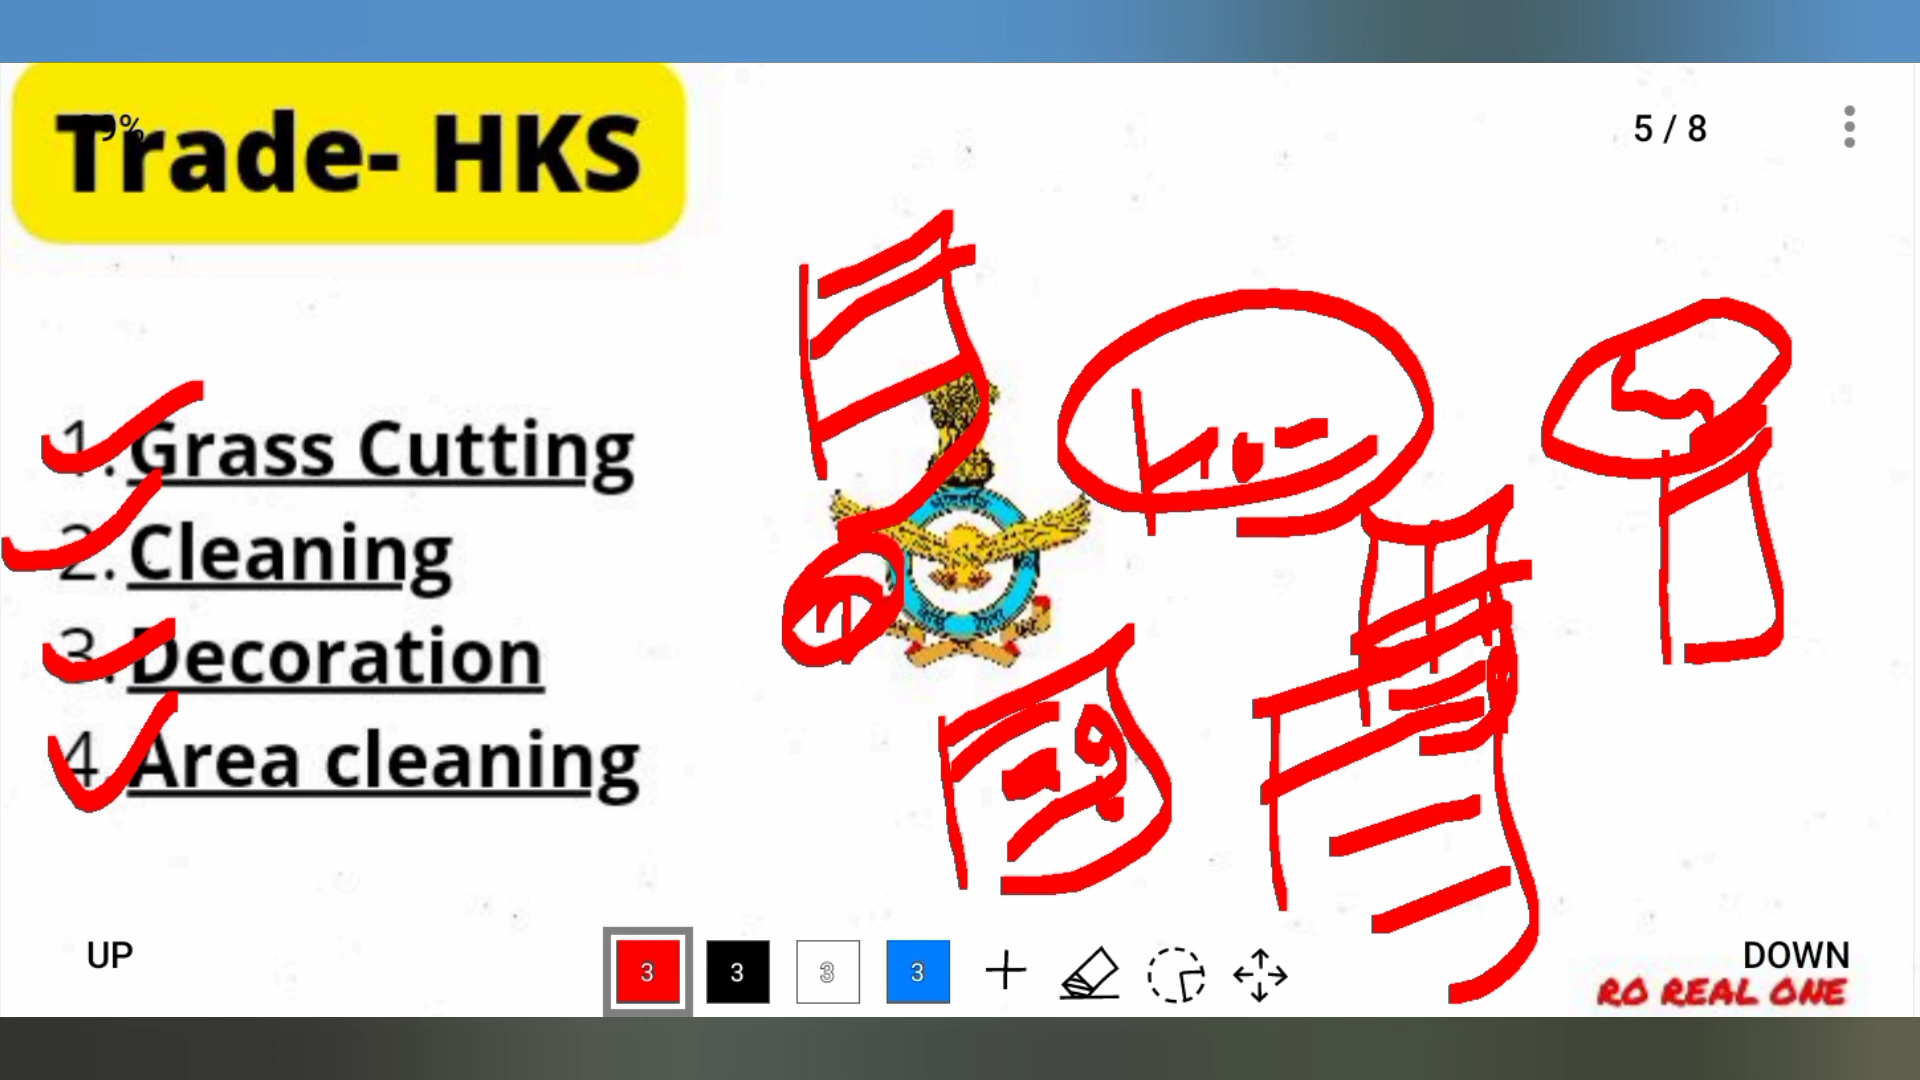 Trade- HKS
5 / 8
1. Grass Cutting
2. Cleaning
3. Decoration
4. Area cleaning
UP
3 3 3 3
DOWN
RO REAL ONE